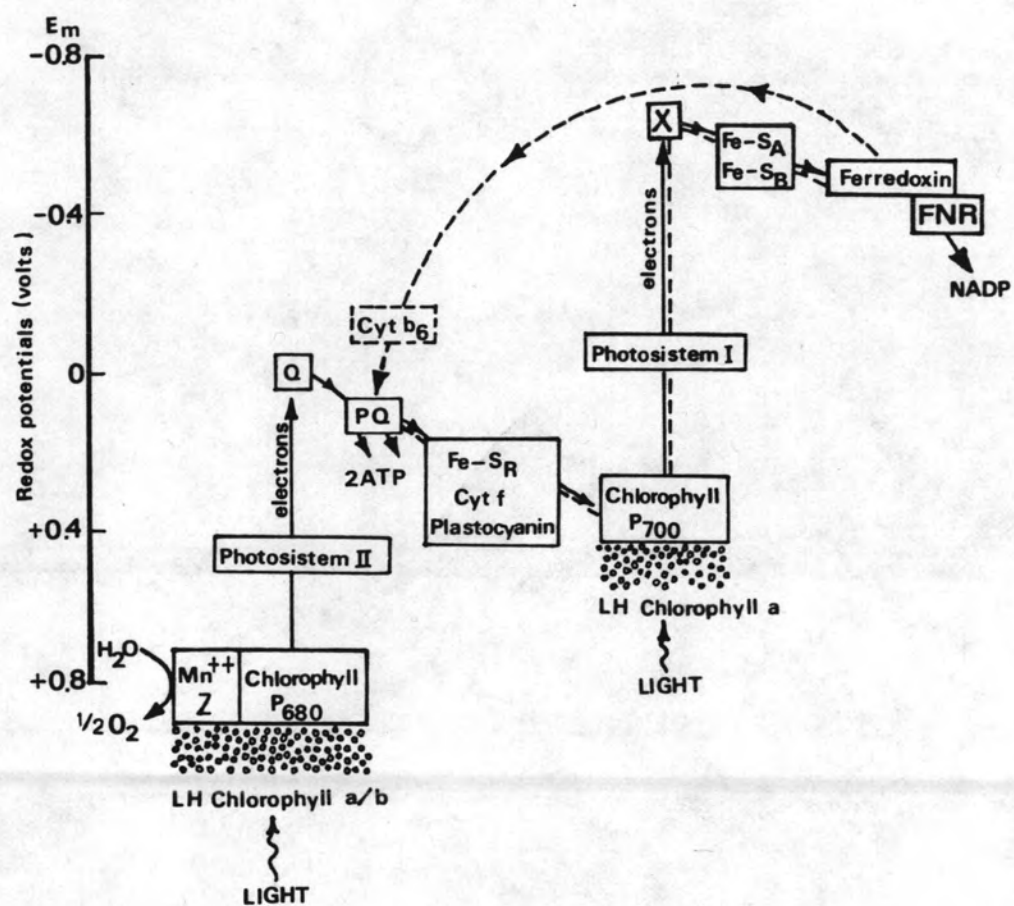 Em
−0.8
−0.4
0
+0.4
+0.8
Redox potentials (volts)
X
Fe–SA
Fe–SB
Ferredoxin
FNR
NADP
electrons
Photosistem I
Cyt b6
Q
PQ
2ATP
electrons
Fe–SR
Cyt f
Plastocyanin
Chlorophyll
P700
LH Chlorophyll a
LIGHT
Photosistem II
H2O
½O2
Mn++
Z
Chlorophyll
P680
LH Chlorophyll a/b
LIGHT